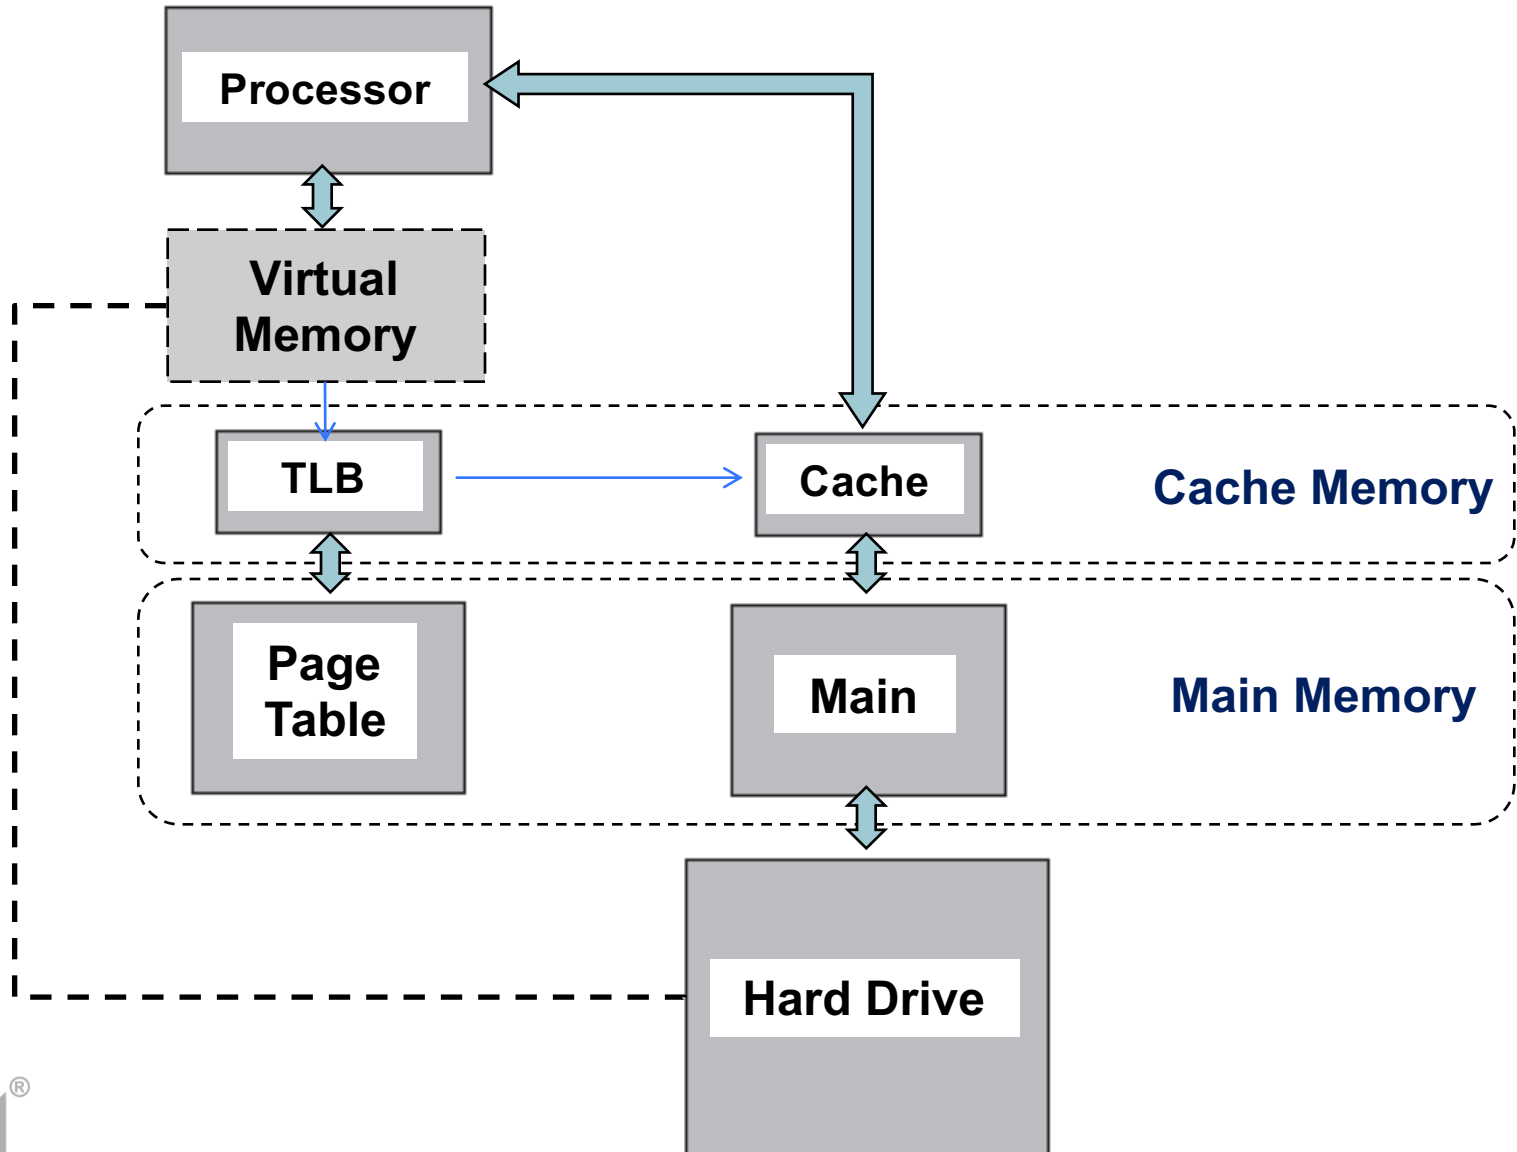 Processor
Virtual
Memory
TLB
Cache
Cache Memory
Page
Table
Main
Main Memory
Hard Drive
®